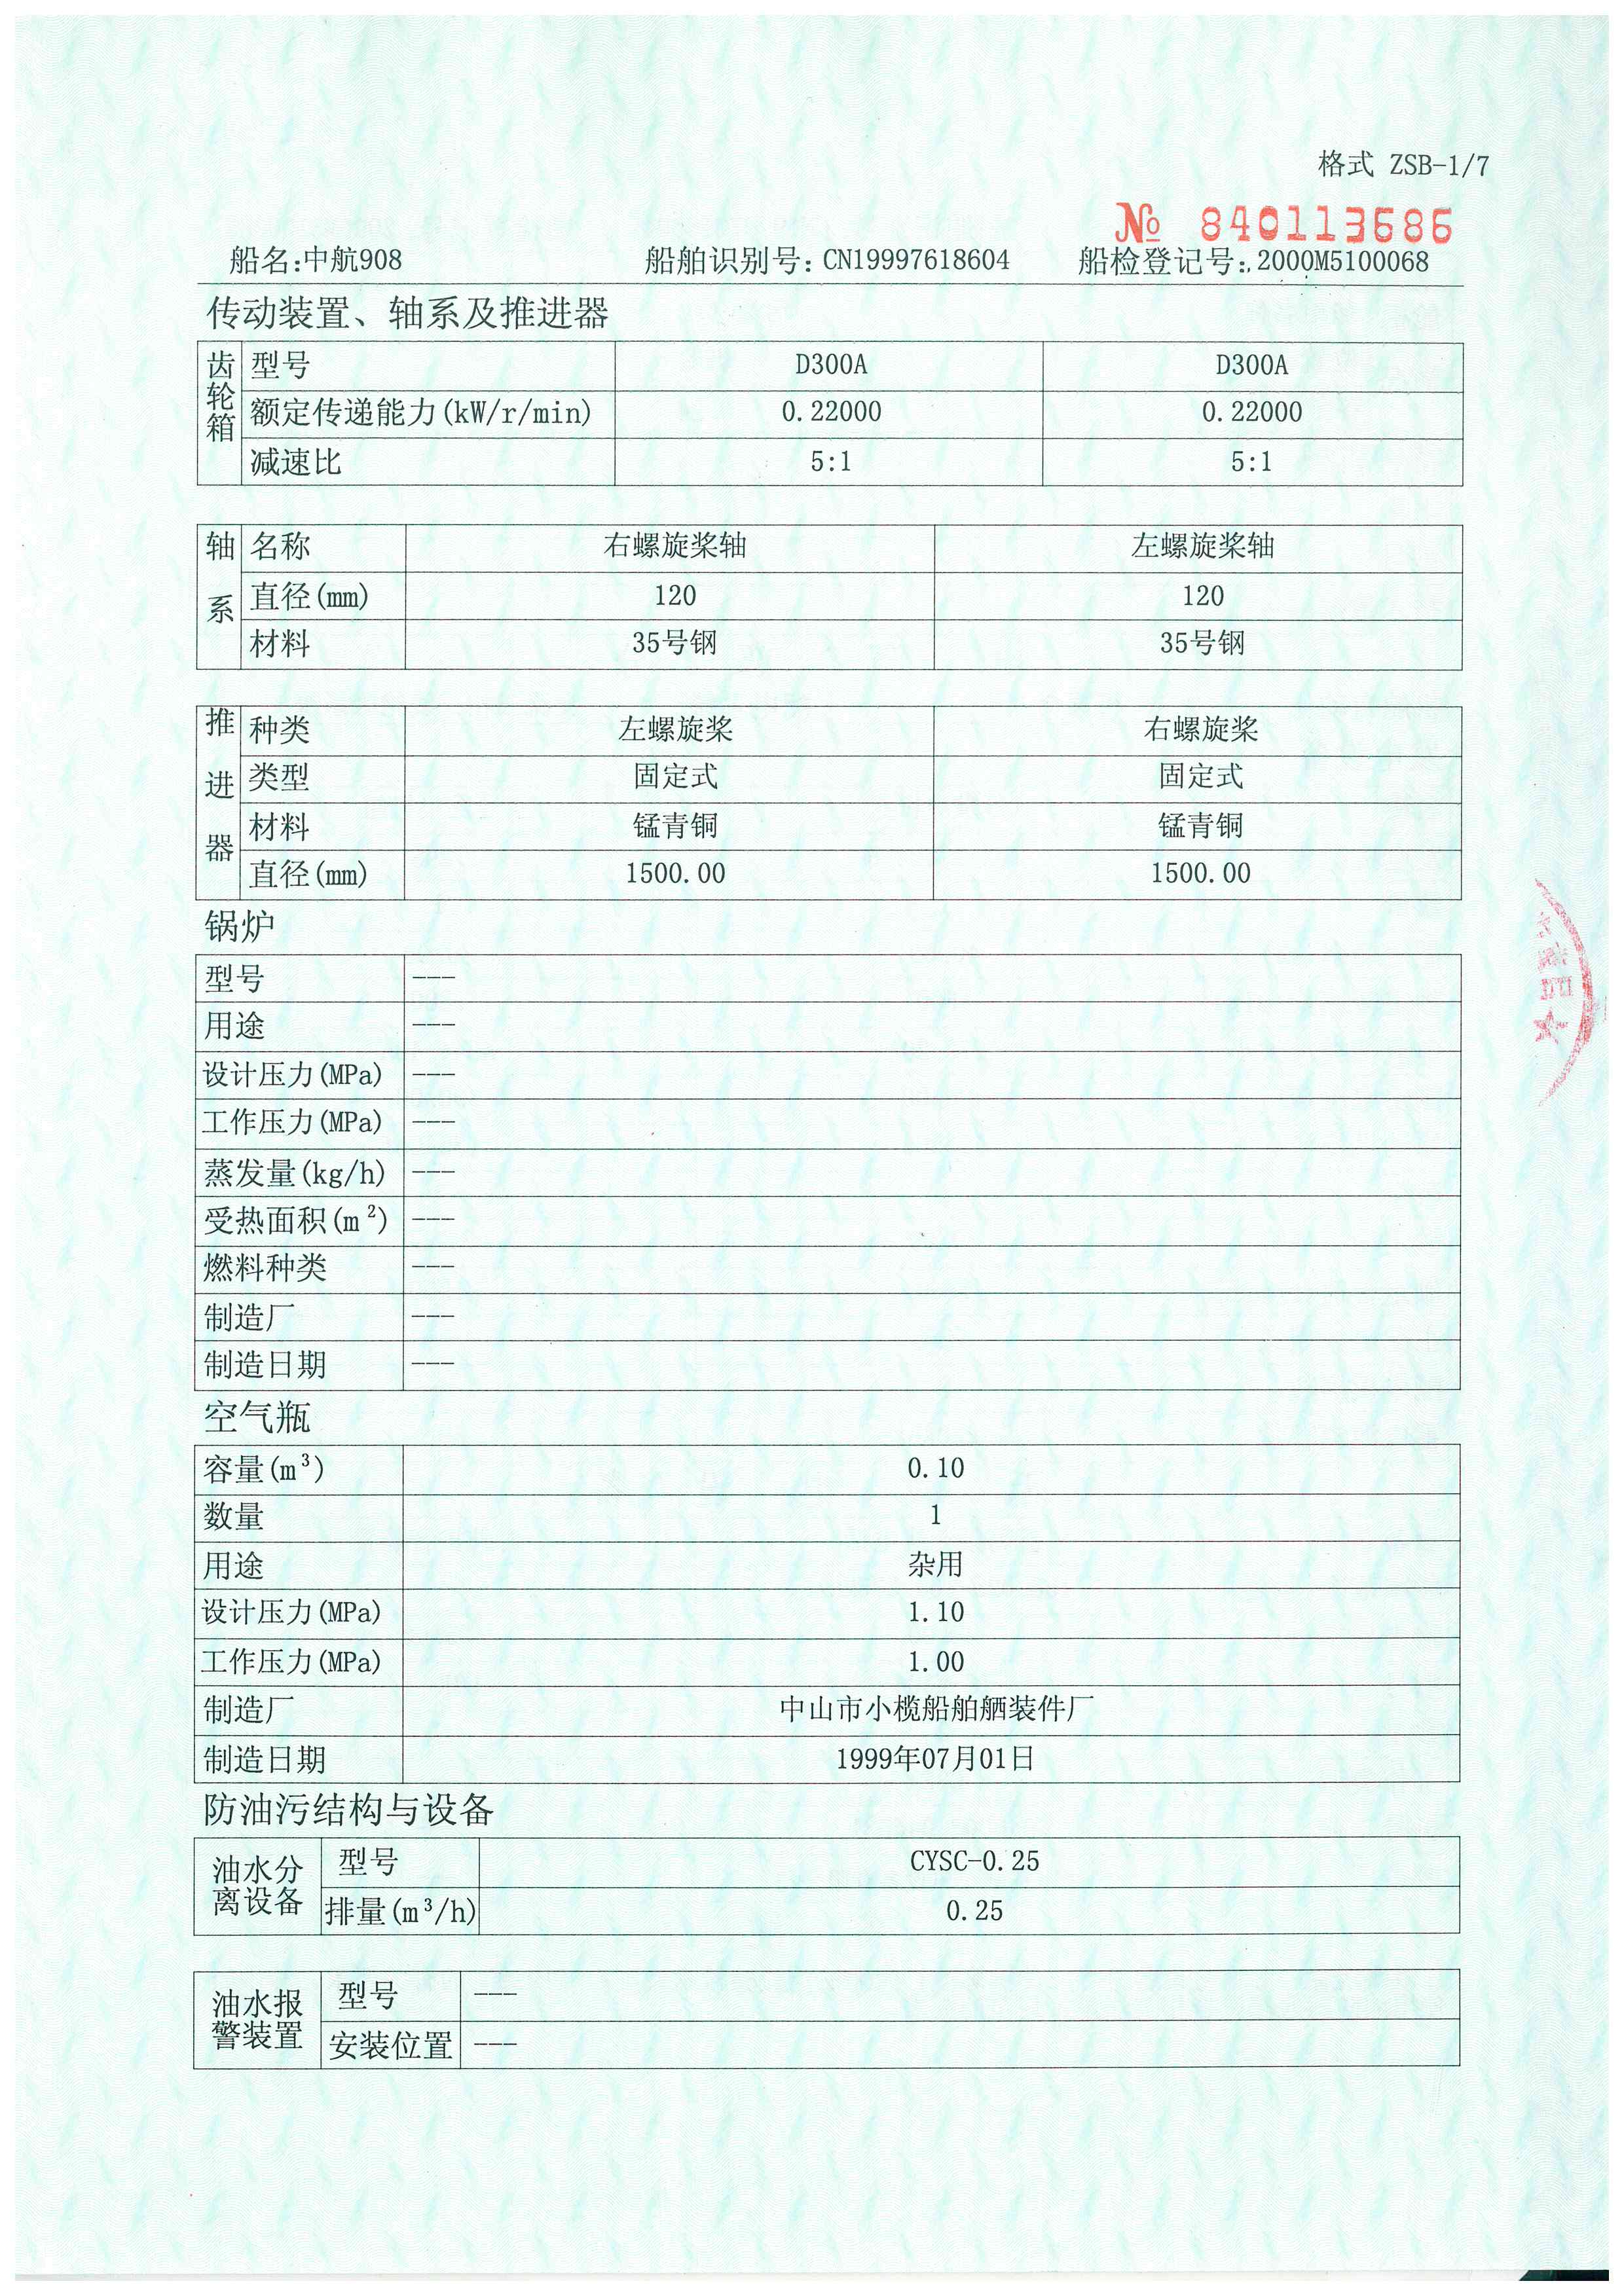 格式 ZSB-1/7
№ 840113686
船名:中航908 船舶识别号: CN19997618604 船检登记号: 2000M5100068
传动装置、轴系及推进器
齿轮箱 型号 D300A D300A
额定传递能力(kW/r/min) 0.22000 0.22000
减速比 5:1 5:1
轴系 名称 右螺旋桨轴 左螺旋桨轴
直径(mm) 120 120
材料 35号钢 35号钢
推进器 种类 左螺旋桨 右螺旋桨
类型 固定式 固定式
材料 锰青铜 锰青铜
直径(mm) 1500.00 1500.00
锅炉
型号 ---
用途 ---
设计压力(MPa) ---
工作压力(MPa) ---
蒸发量(kg/h) ---
受热面积(m²) ---
燃料种类 ---
制造厂 ---
制造日期 ---
空气瓶
容量(m³) 0.10
数量 1
用途 杂用
设计压力(MPa) 1.10
工作压力(MPa) 1.00
制造厂 中山市小榄船舶舾装件厂
制造日期 1999年07月01日
防油污结构与设备
油水分离设备 型号 CYSC-0.25
排量(m³/h) 0.25
油水报警装置 型号 ---
安装位置 ---